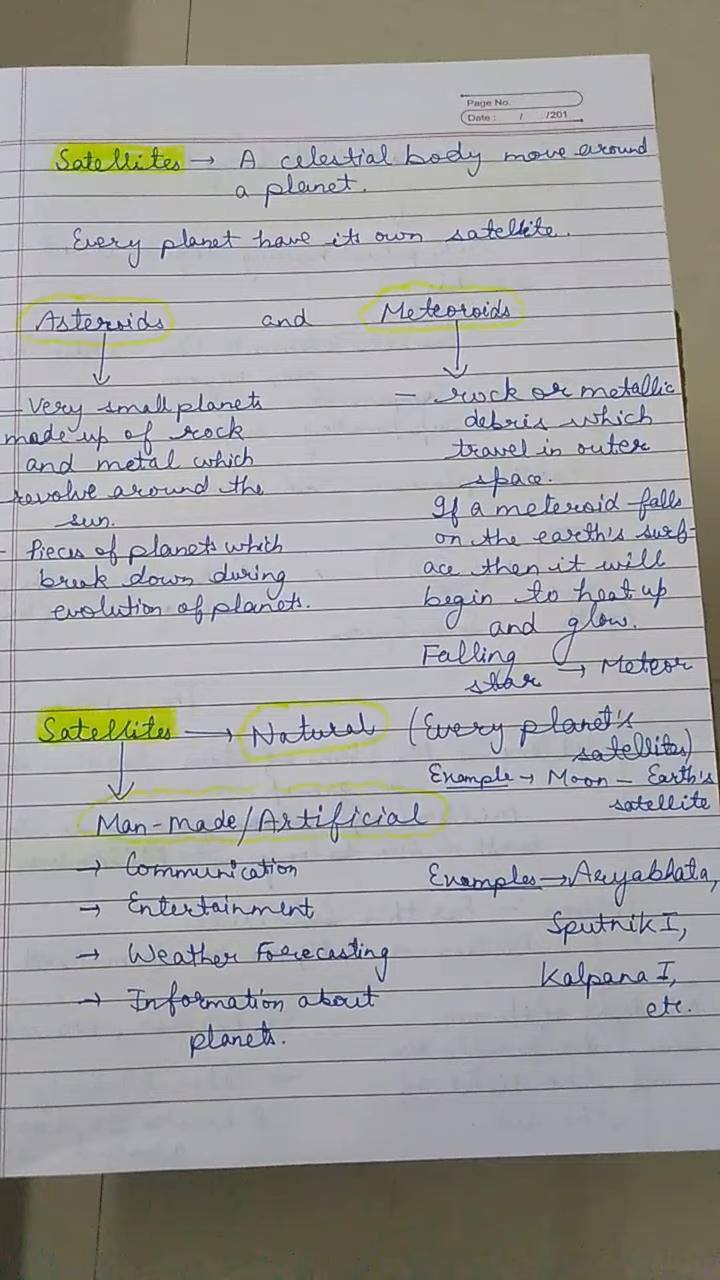 Page No.
Date : / /201
Satellites → A celestial body move around
a planet.
Every planet have its own satellite.
Asteroids and Meteoroids
- Very small planets
made up of rock
and metal which
revolve around the
sun.
- Pieces of planets which
break down during
evolution of planets.
- rock or metallic
debris which
travel in outer
space.
If a meteroid falls
on the earth's surf-
ace then it will
begin to heat up
and glow.
Falling
star → Meteor
Satellites → Natural (Every planet's
satellites)
Example → Moon - Earth's
satellite
Man-made/Artificial
→ Communication
→ Entertainment
→ Weather Forecasting
→ Information about
planets.
Examples → Aryabhata,
Sputnik I,
Kalpana I,
etc.